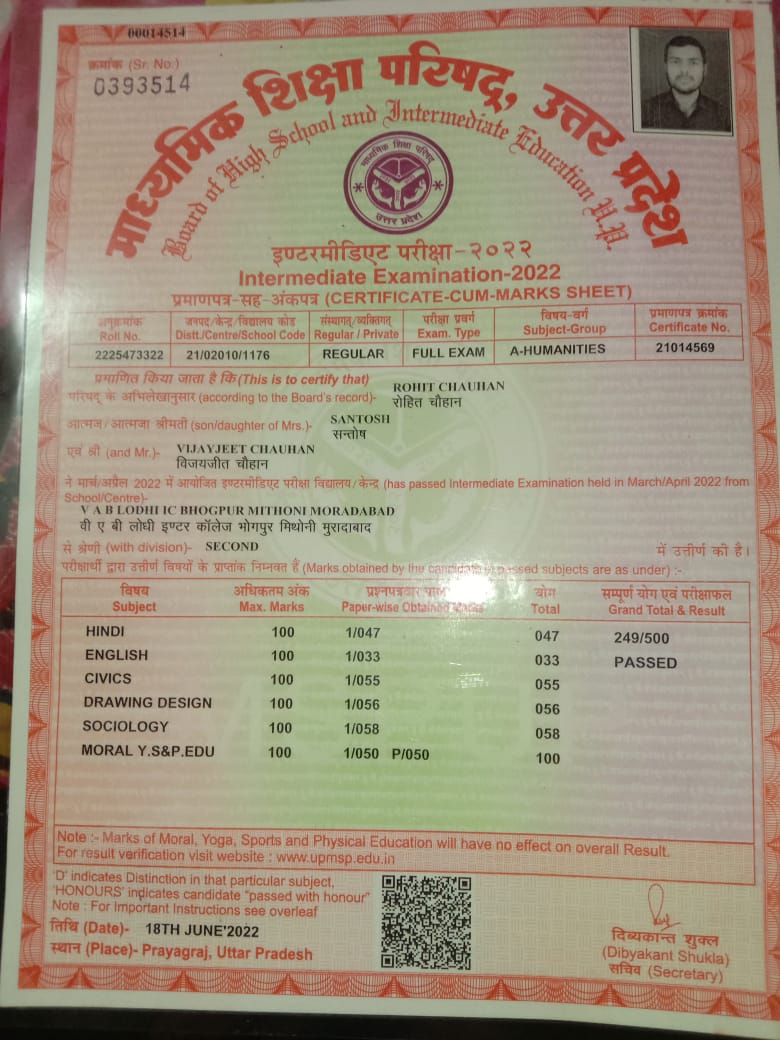 00014514
क्रमांक (Sr. No.)
0393514
माध्यमिक शिक्षा परिषद्, उत्तर प्रदेश
Board of High School and Intermediate Education U.P.
माध्यमिक शिक्षा परिषद्
उत्तर प्रदेश
इण्टरमीडिएट परीक्षा-२०२२
Intermediate Examination-2022
प्रमाणपत्र-सह-अंकपत्र (CERTIFICATE-CUM-MARKS SHEET)
अनुक्रमांक जनपद/केन्द्र/विद्यालय कोड संस्थागत/व्यक्तिगत परीक्षा प्रवर्ग विषय-वर्ग प्रमाणपत्र क्रमांक
Roll No. Distt./Centre/School Code Regular / Private Exam. Type Subject-Group Certificate No.
2225473322 21/02010/1176 REGULAR FULL EXAM A-HUMANITIES 21014569
प्रमाणित किया जाता है कि (This is to certify that)
ROHIT CHAUHAN
परिषद् के अभिलेखानुसार (according to the Board's record)- रोहित चौहान
SANTOSH
आत्मज / आत्मजा श्रीमती (son/daughter of Mrs.)- सन्तोष
VIJAYJEET CHAUHAN
एवं श्री (and Mr.)- विजयजीत चौहान
ने मार्च/अप्रैल 2022 में आयोजित इण्टरमीडिएट परीक्षा विद्यालय/केन्द्र (has passed Intermediate Examination held in March/April 2022 from
School/Centre)-
V A B LODHI IC BHOGPUR MITHONI MORADABAD
वी ए बी लोधी इण्टर कॉलेज भोगपुर मिथोनी मुरादाबाद
से श्रेणी (with division)- SECOND में उत्तीर्ण की है।
परीक्षार्थी द्वारा उत्तीर्ण विषयों के प्राप्तांक निम्नवत हैं (Marks obtained by the candidate in passed subjects are as under) :-
विषय अधिकतम अंक प्रश्नपत्रवार योग सम्पूर्ण योग एवं परीक्षाफल
Subject Max. Marks Paper-wise Obtained Marks Total Grand Total & Result
HINDI 100 1/047 047 249/500
ENGLISH 100 1/033 033 PASSED
CIVICS 100 1/055 055
DRAWING DESIGN 100 1/056 056
SOCIOLOGY 100 1/058 058
MORAL Y.S&P.EDU 100 1/050 P/050 100
Note :- Marks of Moral, Yoga, Sports and Physical Education will have no effect on overall Result.
For result verification visit website : www.upmsp.edu.in
'D' indicates Distinction in that particular subject,
'HONOURS' indicates candidate "passed with honour"
Note : For Important Instructions see overleaf
तिथि (Date)- 18TH JUNE'2022
स्थान (Place)- Prayagraj, Uttar Pradesh
दिब्यकान्त शुक्ल
(Dibyakant Shukla)
सचिव (Secretary)